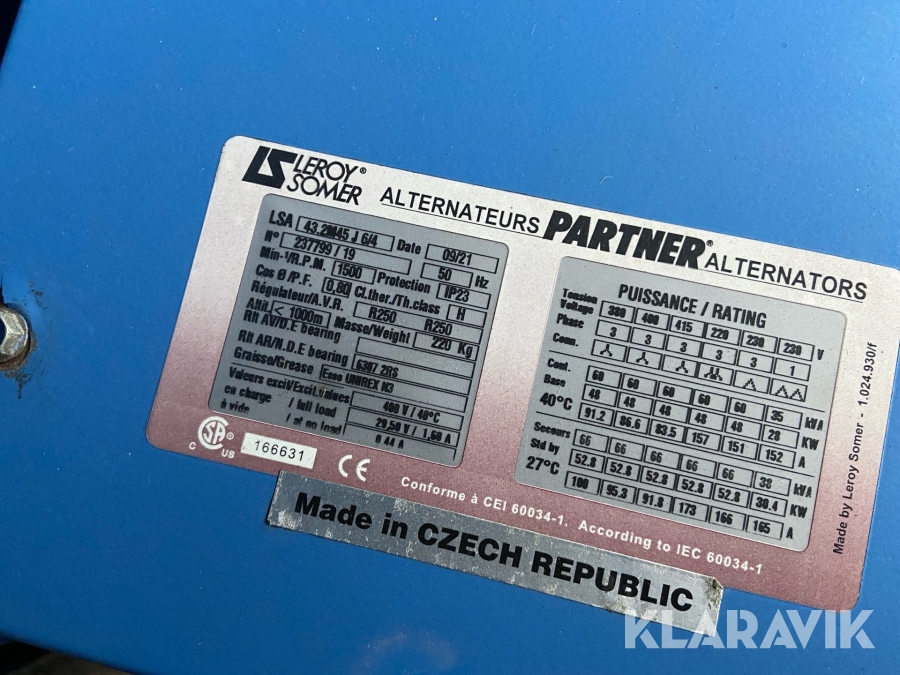 LS LEROY® SOMER ALTERNATEURS PARTNER® ALTERNATORS
LSA 43.2M45 J 6/4 Date 09/21
N° 237799 / 19 50 Hz
Min-¹/R.P.M. 1500 Protection IP23
Cos Ø /P.F. 0,80 Cl.ther/Th.class H
Régulateur/A.V.R. R250 R250
Alt. < 1000m Masse/Weight 220 Kg
Rlt AV/D.E bearing
Rlt AR/N.D.E bearing 6307 2RS
Graisse/Grease Esso UNIREX N3
Valeurs excit/Excit.values 400 V / 40°C
en charge / full load 29,50 V / 1,60 A
à vide / at no load 0.44 A
PUISSANCE / RATING
Tension Voltage 380 400 415 220 230 230 V
Phase 3 3 3 3 3 1
Conn.
Cont. Base 40°C
60 60 60 60 60 35 kVA
48 48 48 48 48 28 KW
91.2 86.6 83.5 157 151 152 A
Secours Std by 27°C
66 66 66 66 66 38 kVA
52.8 52.8 52.8 52.8 52.8 30.4 KW
100 95.3 91.8 173 166 165 A
C SA® US
166631
CE
Conforme à CEI 60034-1. According to IEC 60034-1
Made by Leroy Somer - 1.024.930/f
Made in CZECH REPUBLIC
KLARAVIK